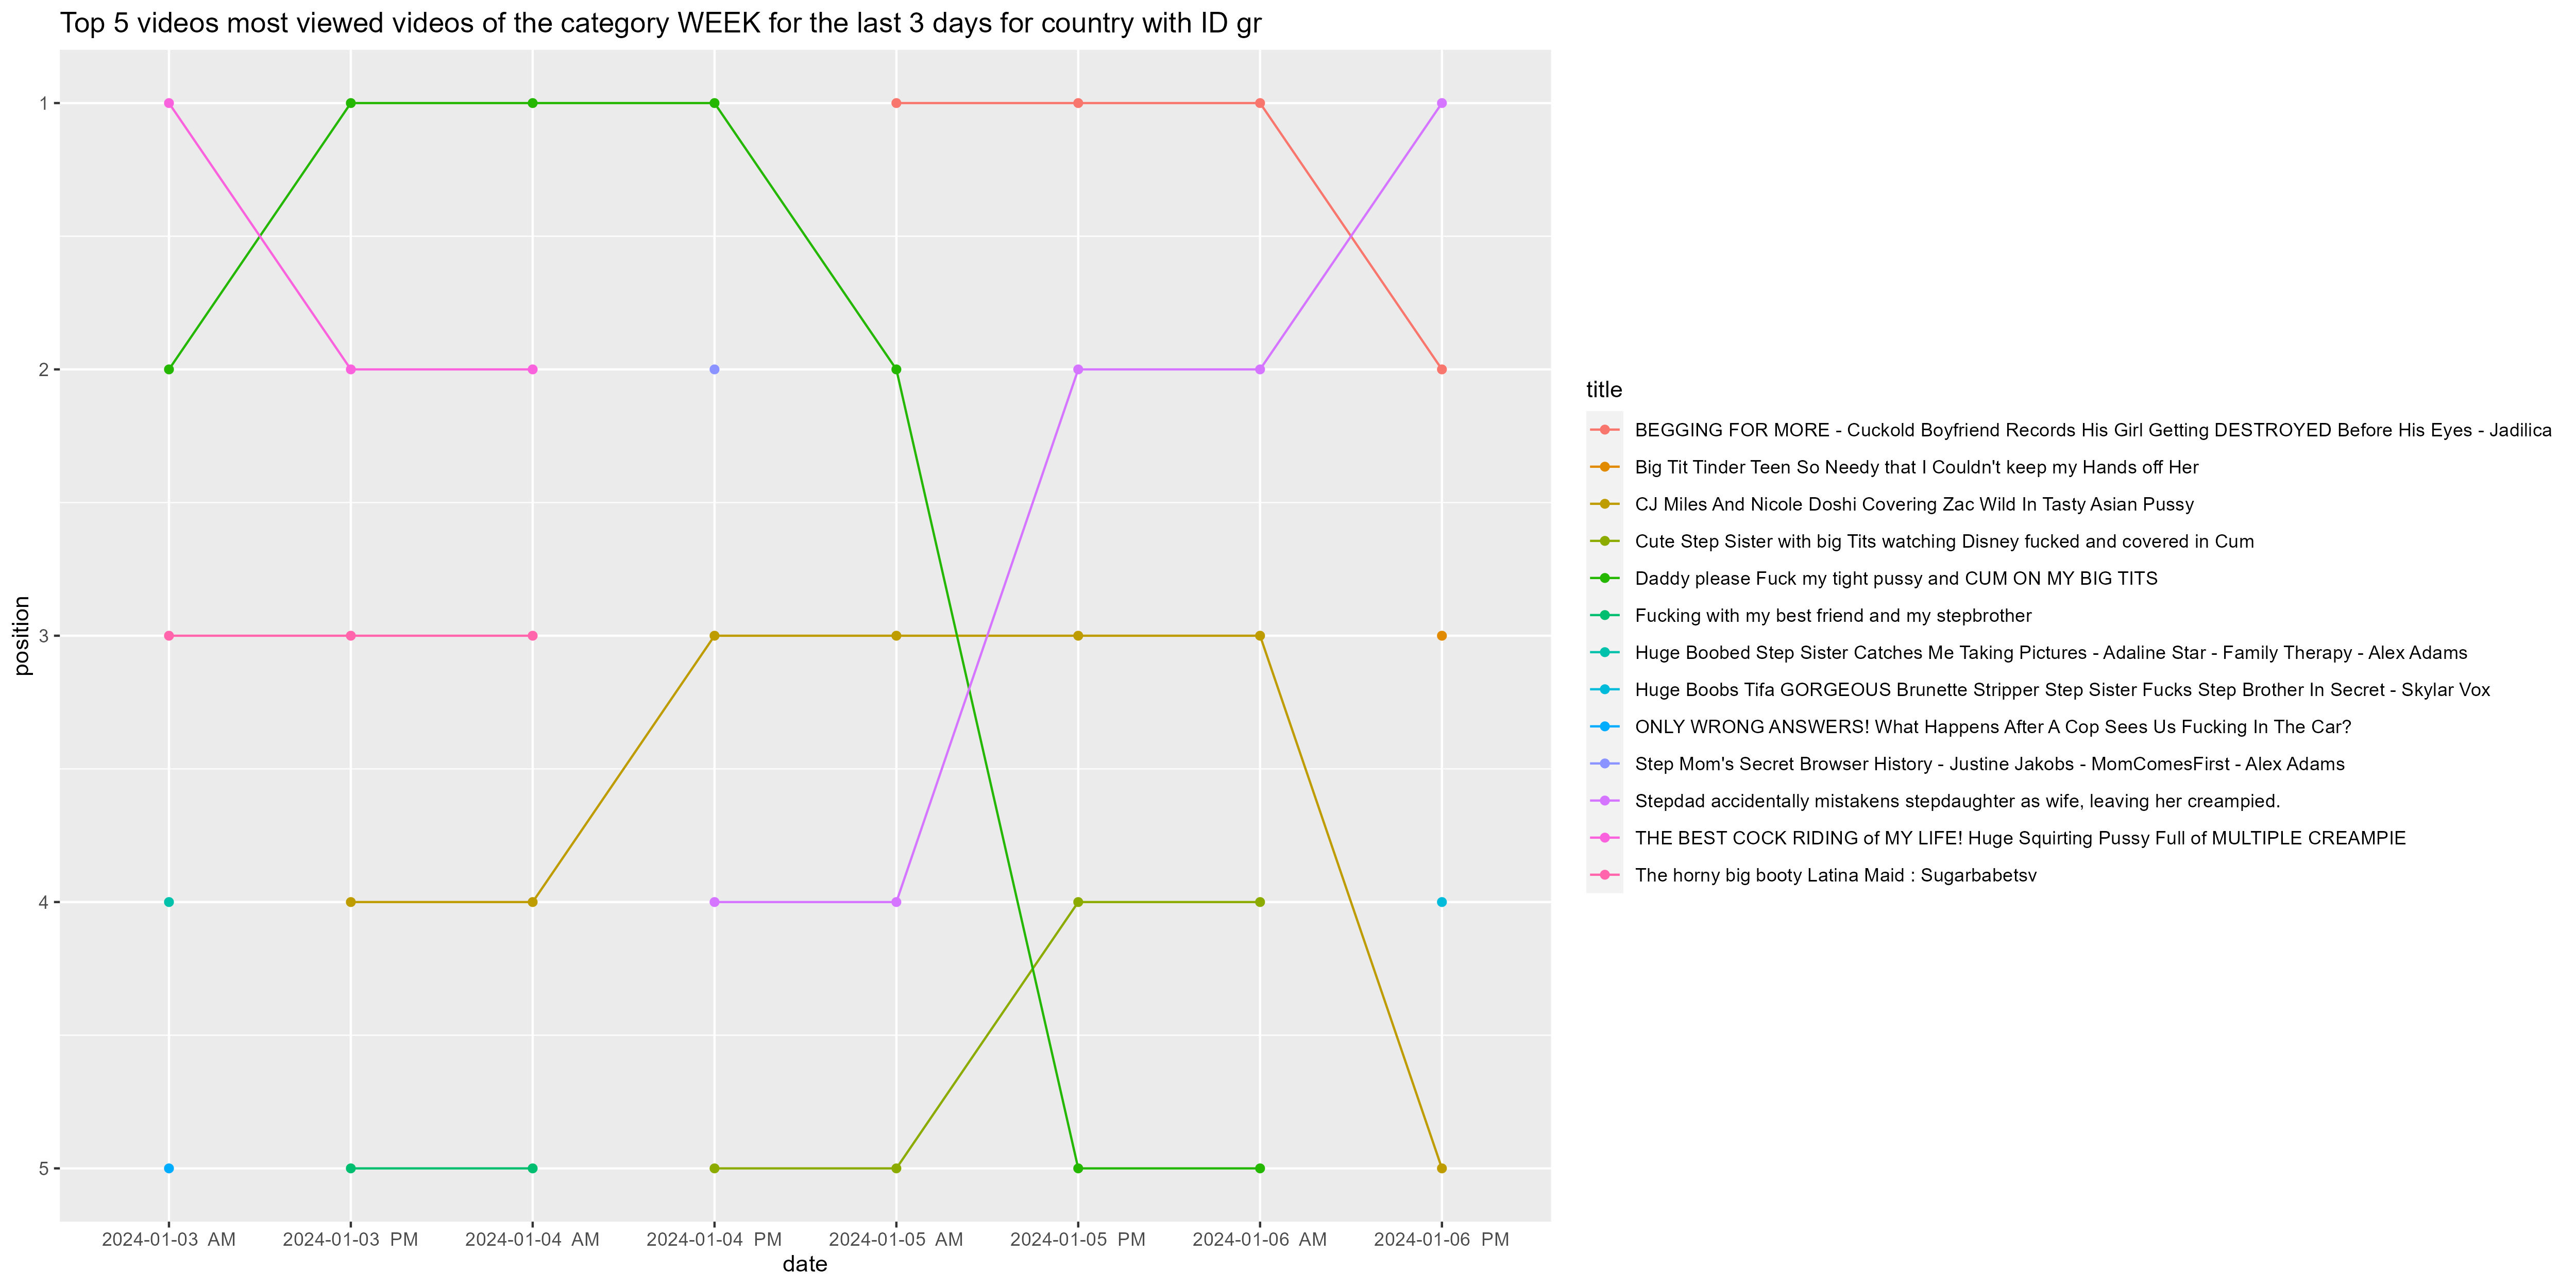 Top 5 videos most viewed videos of the category WEEK for the last 3 days for country with ID gr
position
1
2
3
4
5
2024-01-03 AM
2024-01-03 PM
2024-01-04 AM
2024-01-04 PM
2024-01-05 AM
2024-01-05 PM
2024-01-06 AM
2024-01-06 PM
date
title
BEGGING FOR MORE - Cuckold Boyfriend Records His Girl Getting DESTROYED Before His Eyes - Jadilica
Big Tit Tinder Teen So Needy that I Couldn't keep my Hands off Her
CJ Miles And Nicole Doshi Covering Zac Wild In Tasty Asian Pussy
Cute Step Sister with big Tits watching Disney fucked and covered in Cum
Daddy please Fuck my tight pussy and CUM ON MY BIG TITS
Fucking with my best friend and my stepbrother
Huge Boobed Step Sister Catches Me Taking Pictures - Adaline Star - Family Therapy - Alex Adams
Huge Boobs Tifa GORGEOUS Brunette Stripper Step Sister Fucks Step Brother In Secret - Skylar Vox
ONLY WRONG ANSWERS! What Happens After A Cop Sees Us Fucking In The Car?
Step Mom's Secret Browser History - Justine Jakobs - MomComesFirst - Alex Adams
Stepdad accidentally mistakens stepdaughter as wife, leaving her creampied.
THE BEST COCK RIDING of MY LIFE! Huge Squirting Pussy Full of MULTIPLE CREAMPIE
The horny big booty Latina Maid : Sugarbabetsv